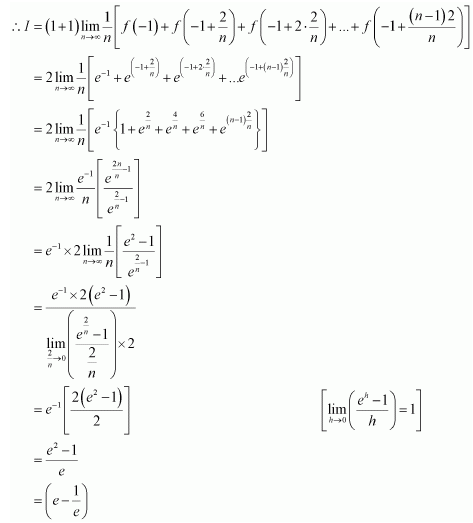 ∴ I = (1+1) lim_{n→∞} 1/n [ f(−1) + f(−1 + 2/n) + f(−1 + 2·2/n) + ... + f(−1 + (n−1)2/n) ]
= 2 lim_{n→∞} 1/n [ e^{−1} + e^{(−1+2/n)} + e^{(−1+2·2/n)} + ...e^{(−1+(n−1)2/n)} ]
= 2 lim_{n→∞} 1/n [ e^{−1} { 1 + e^{2/n} + e^{4/n} + e^{6/n} + e^{(n−1)2/n} } ]
= 2 lim_{n→∞} e^{−1}/n [ e^{2n/n −1} / e^{2/n −1} ]
= e^{−1} × 2 lim_{n→∞} 1/n [ (e^2 − 1) / e^{2/n −1} ]
= e^{−1} × 2(e^2 − 1) / ( lim_{2/n→0} ( (e^{2/n} − 1) / (2/n) ) × 2 )
= e^{−1} [ 2(e^2 − 1) / 2 ] [ lim_{h→0} ( (e^h − 1) / h ) = 1 ]
= (e^2 − 1) / e
= ( e − 1/e )